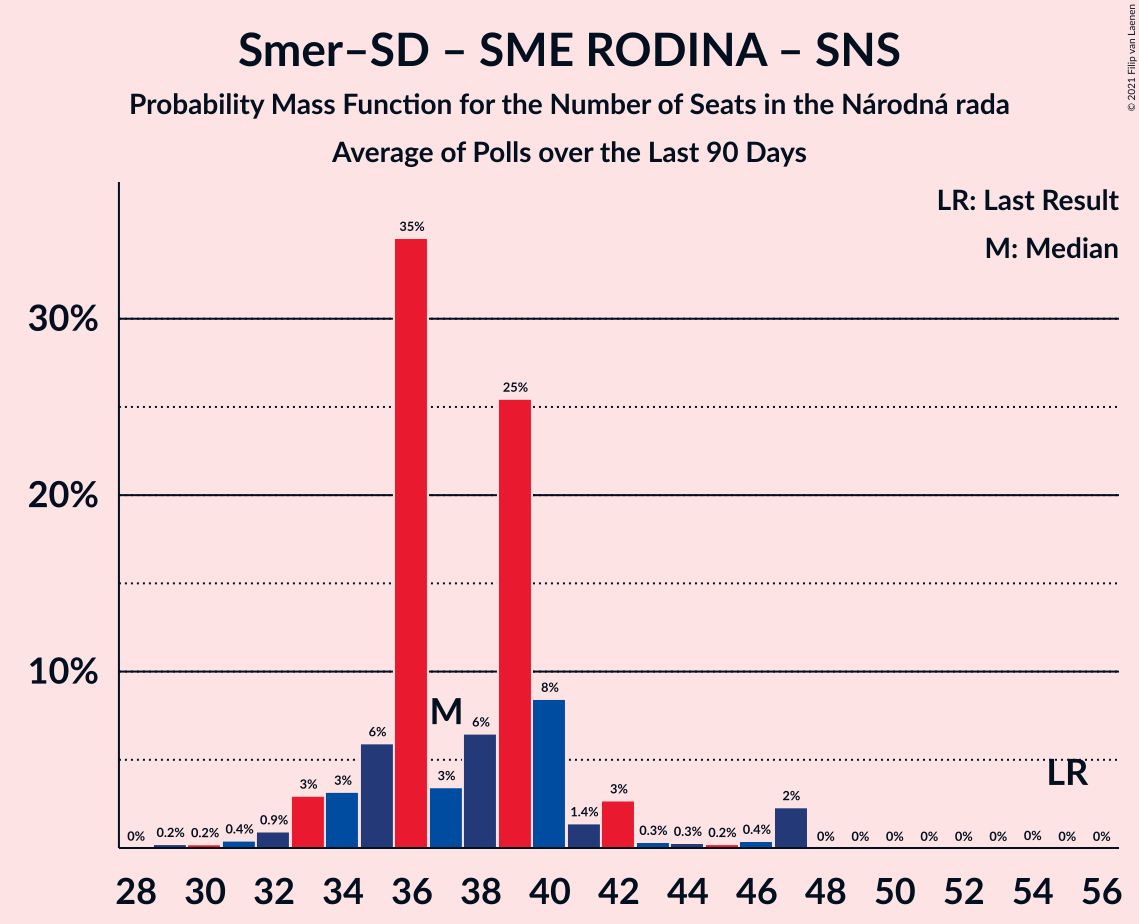 Smer–SD – SME RODINA – SNS
Probability Mass Function for the Number of Seats in the Národná rada
Average of Polls over the Last 90 Days
© 2021 Filip van Laenen
LR: Last Result
M: Median
30%
20%
10%
0% 0.2% 0.2% 0.4% 0.9% 3% 3% 6% 35% 3% 6% 25% 8% 1.4% 3% 0.3% 0.3% 0.2% 0.4% 2% 0% 0% 0% 0% 0% 0% 0% 0% 0%
M
LR
28 30 32 34 36 38 40 42 44 46 48 50 52 54 56